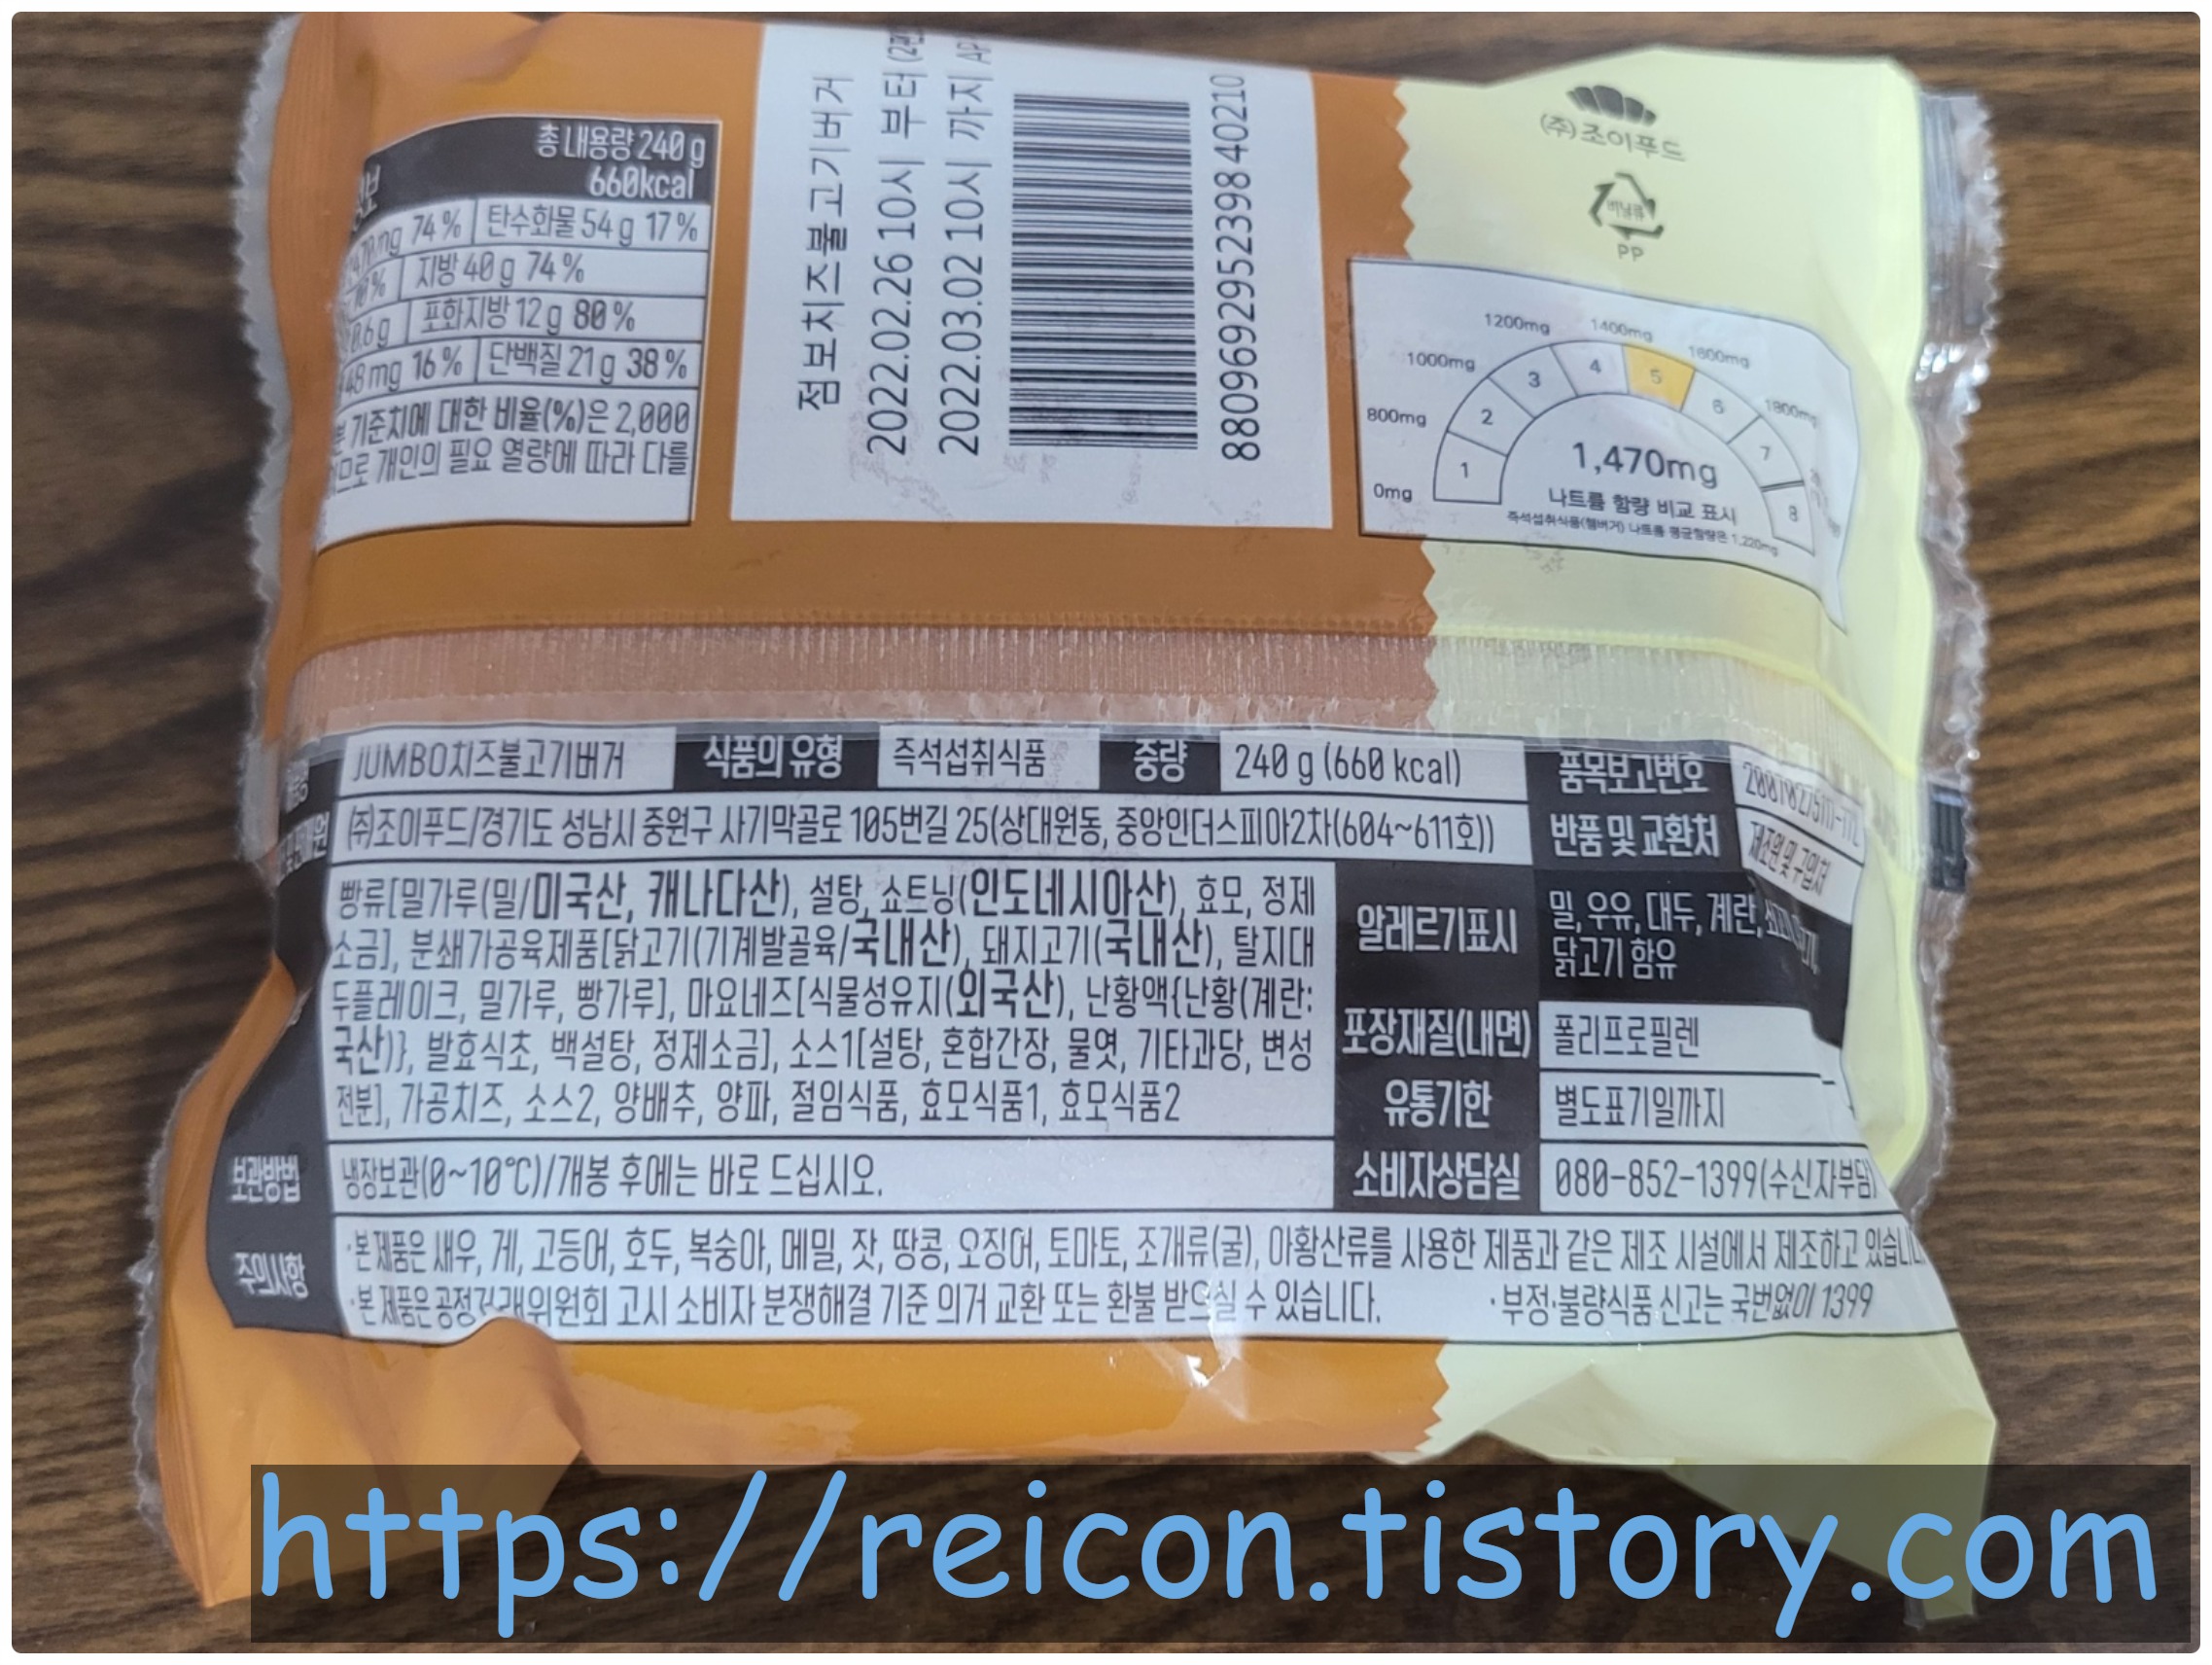 총 내용량 240 g
660kcal
74 % 탄수화물 54 g 17 %
지방 40 g 74 %
포화지방 12 g 80 %
16 % 단백질 21 g 38 %
기준치에 대한 비율(%)은 2,000
개인의 필요 열량에 따라 다를
점보치즈불고기버거
2022.02.26 10시 부터
2022.03.02 10시 까지
8809692952398 40210
(주)조이푸드
비닐류
PP
0mg
800mg
1000mg
1200mg
1400mg
1600mg
1800mg
1 2 3 4 5 6 7 8
1,470mg
나트륨 함량 비교 표시
즉석섭취식품(햄버거) 나트륨 평균함량은 1,220mg
JUMBO치즈불고기버거 식품의 유형 즉석섭취식품 중량 240 g (660 kcal) 품목보고번호
(주)조이푸드/경기도 성남시 중원구 사기막골로 105번길 25(상대원동, 중앙인더스피아2차(604~611호)) 반품 및 교환처 제조원 및 구입처
빵류[밀가루(밀/미국산, 캐나다산), 설탕, 쇼트닝(인도네시아산), 효모, 정제
소금], 분쇄가공육제품[닭고기(기계발골육/국내산), 돼지고기(국내산), 탈지대
두플레이크, 밀가루, 빵가루], 마요네즈[식물성유지(외국산), 난황액{난황(계란:
국산)}, 발효식초, 백설탕, 정제소금], 소스1[설탕, 혼합간장, 물엿, 기타과당, 변성
전분], 가공치즈, 소스2, 양배추, 양파, 절임식품, 효모식품1, 효모식품2
알레르기표시 밀, 우유, 대두, 계란,
닭고기 함유
포장재질(내면) 폴리프로필렌
유통기한 별도표기일까지
보관방법 냉장보관(0~10℃)/개봉 후에는 바로 드십시오.
소비자상담실 080-852-1399(수신자부담)
주의사항 ·본 제품은 새우, 게, 고등어, 호두, 복숭아, 메밀, 잣, 땅콩, 오징어, 토마토, 조개류(굴), 아황산류를 사용한 제품과 같은 제조 시설에서 제조하고 있습니다
·본 제품은 공정거래위원회 고시 소비자 분쟁해결 기준 의거 교환 또는 환불 받으실 수 있습니다. ·부정·불량식품 신고는 국번없이 1399
https://reicon.tistory.com